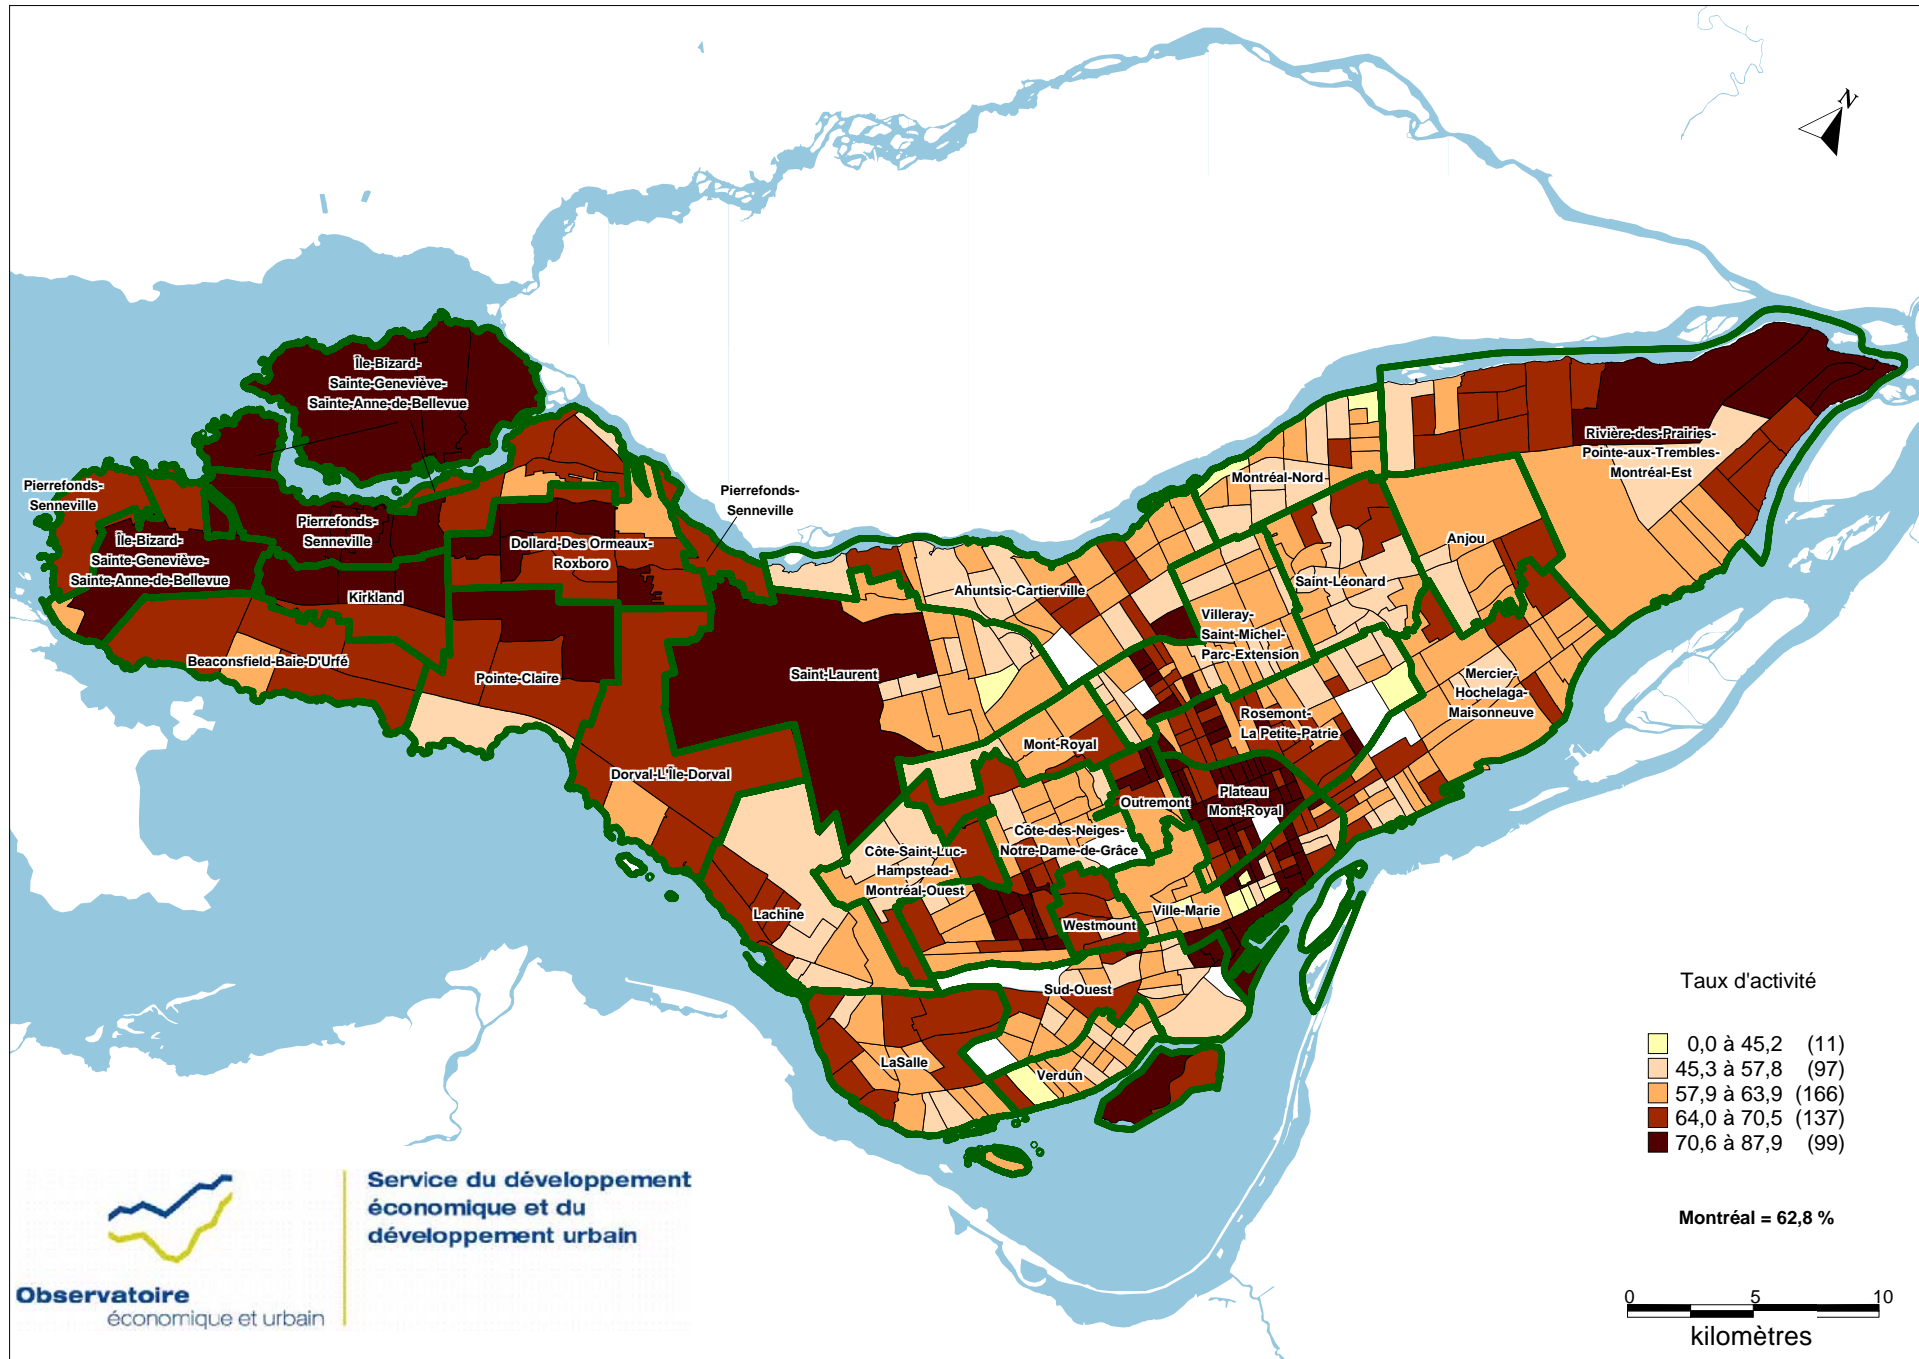 N
Île-Bizard-
Sainte-Geneviève-
Sainte-Anne-de-Bellevue
Pierrefonds-
Senneville
Pierrefonds-
Senneville
Pierrefonds-
Senneville
Île-Bizard-
Sainte-Geneviève-
Sainte-Anne-de-Bellevue
Dollard-Des Ormeaux-
Roxboro
Kirkland
Beaconsfield-Baie-D'Urfé
Pointe-Claire
Dorval-L'Île-Dorval
Saint-Laurent
Ahuntsic-Cartierville
Montréal-Nord
Rivière-des-Prairies-
Pointe-aux-Trembles-
Montréal-Est
Anjou
Saint-Léonard
Villeray-
Saint-Michel-
Parc-Extension
Mercier-
Hochelaga-
Maisonneuve
Rosemont-
La Petite-Patrie
Mont-Royal
Outremont
Plateau
Mont-Royal
Côte-des-Neiges-
Notre-Dame-de-Grâce
Côte-Saint-Luc-
Hampstead-
Montréal-Ouest
Lachine
Westmount
Ville-Marie
Sud-Ouest
LaSalle
Verdun
Taux d'activité
0,0 à 45,2 (11)
45,3 à 57,8 (97)
57,9 à 63,9 (166)
64,0 à 70,5 (137)
70,6 à 87,9 (99)
Montréal = 62,8 %
0 5 10
kilomètres
Service du développement
économique et du
développement urbain
Observatoire
économique et urbain